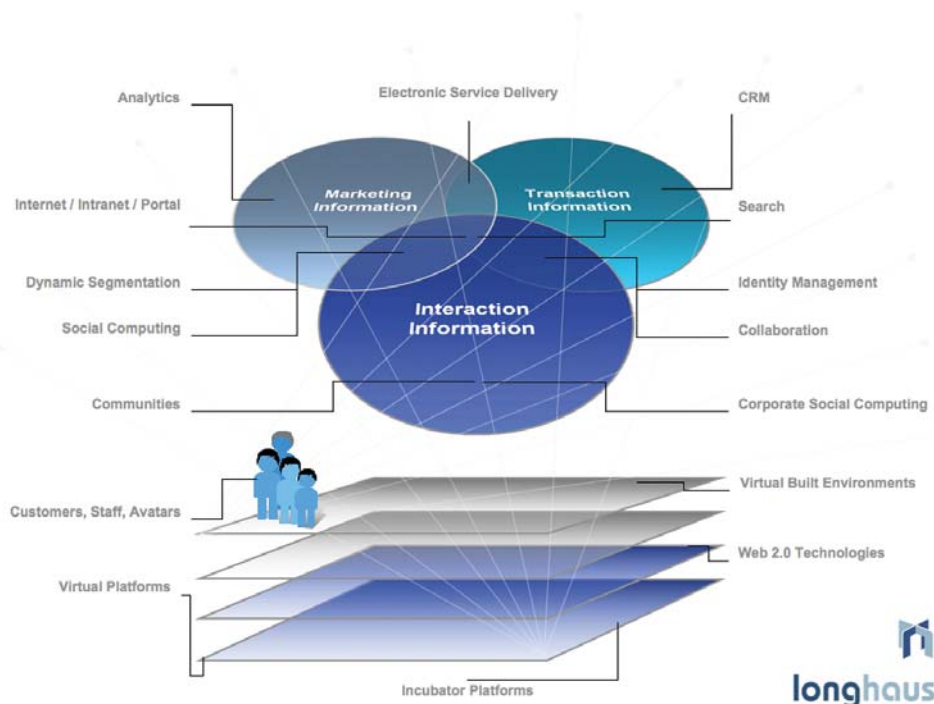 Analytics
Electronic Service Delivery
CRM
Marketing
Information
Transaction
Information
Internet / Intranet / Portal
Search
Dynamic Segmentation
Identity Management
Interaction
Information
Social Computing
Collaboration
Communities
Corporate Social Computing
Virtual Built Environments
Customers, Staff, Avatars
Web 2.0 Technologies
Virtual Platforms
Incubator Platforms
longhaus